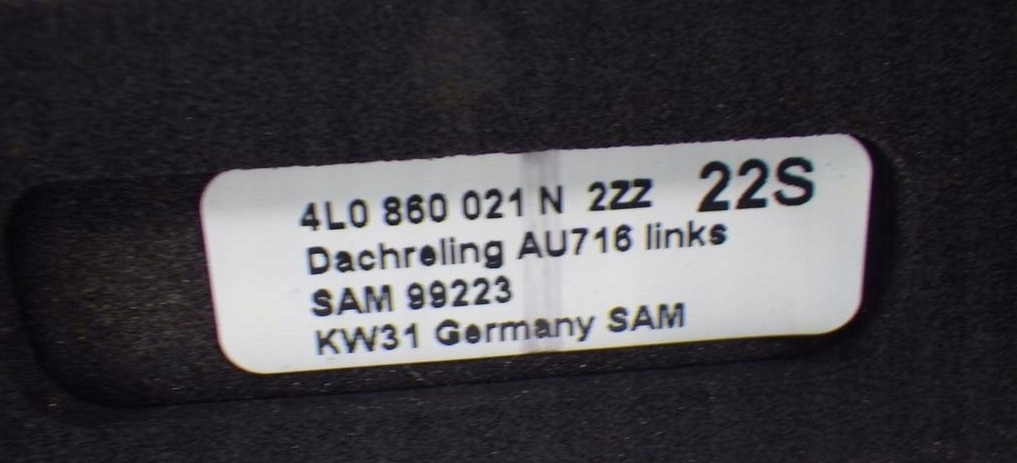 4L0 860 021 N 2ZZ 22S
Dachreling AU716 links
SAM 99223
KW31 Germany SAM